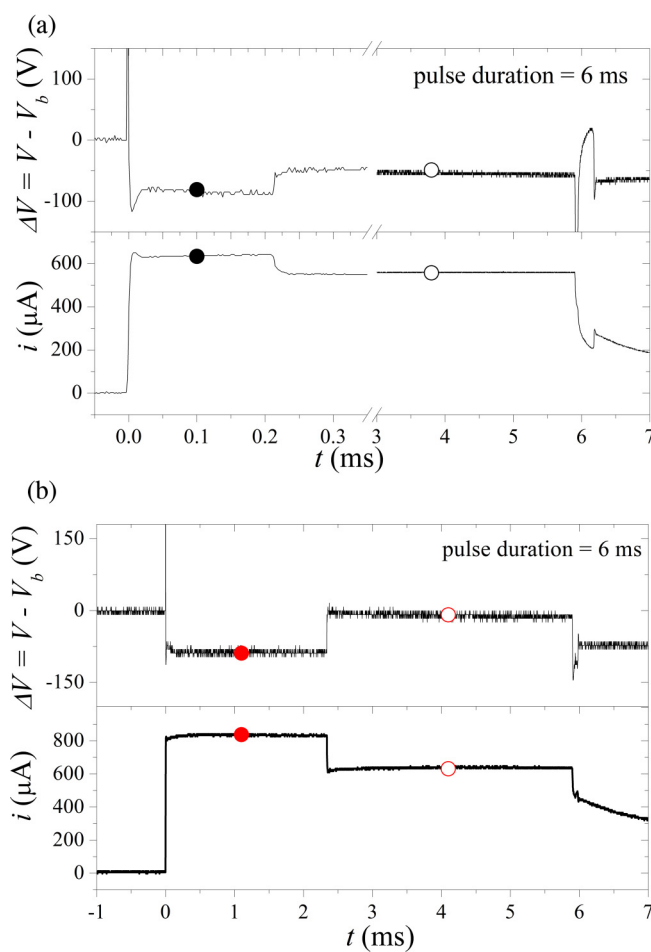 (a)
ΔV = V - V_b (V)
100
0
-100
pulse duration = 6 ms
i (µA)
600
400
200
0
0.0 0.1 0.2 0.3 3 4 5 6 7
t (ms)
(b)
ΔV = V - V_b (V)
150
0
-150
pulse duration = 6 ms
i (µA)
800
600
400
200
0
-1 0 1 2 3 4 5 6 7
t (ms)